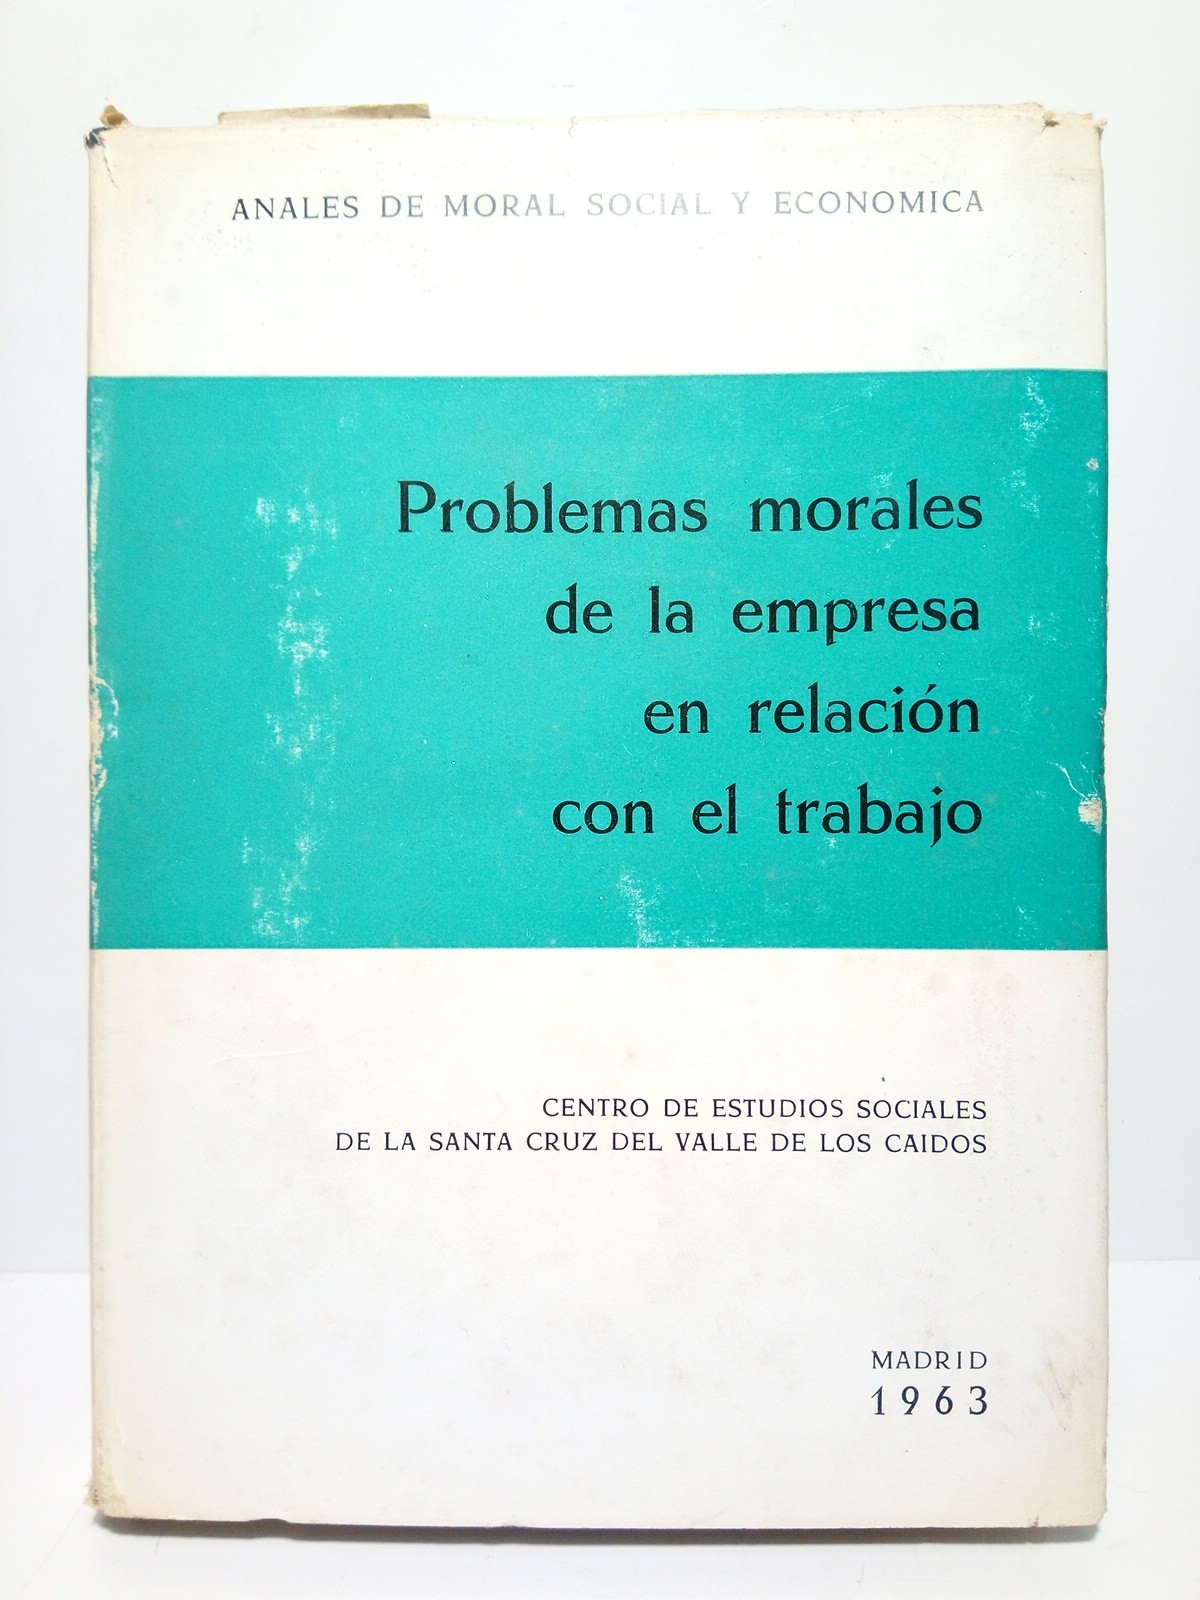 ANALES DE MORAL SOCIAL Y ECONOMICA
Problemas morales
de la empresa
en relación
con el trabajo
CENTRO DE ESTUDIOS SOCIALES
DE LA SANTA CRUZ DEL VALLE DE LOS CAIDOS
MADRID
1963